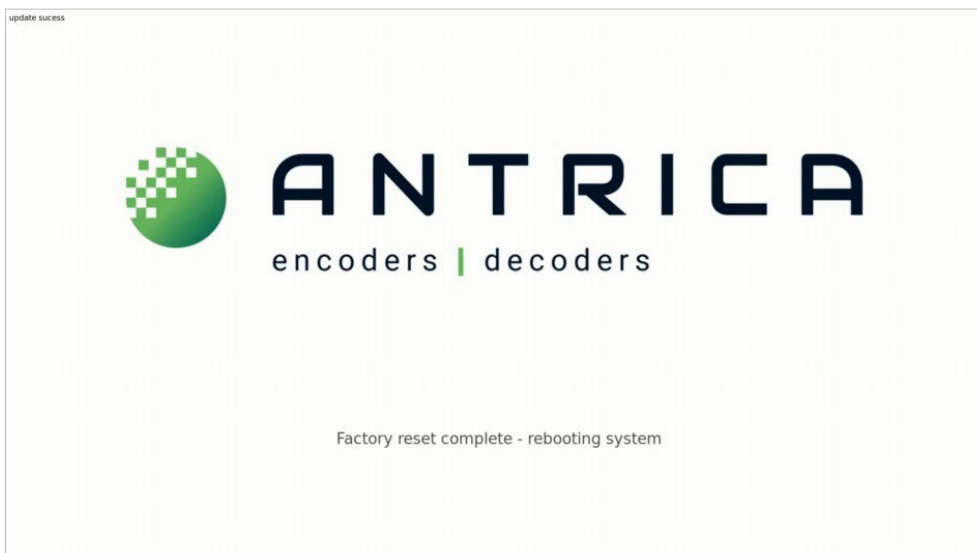 update sucess
ANTRICA
encoders | decoders
Factory reset complete - rebooting system